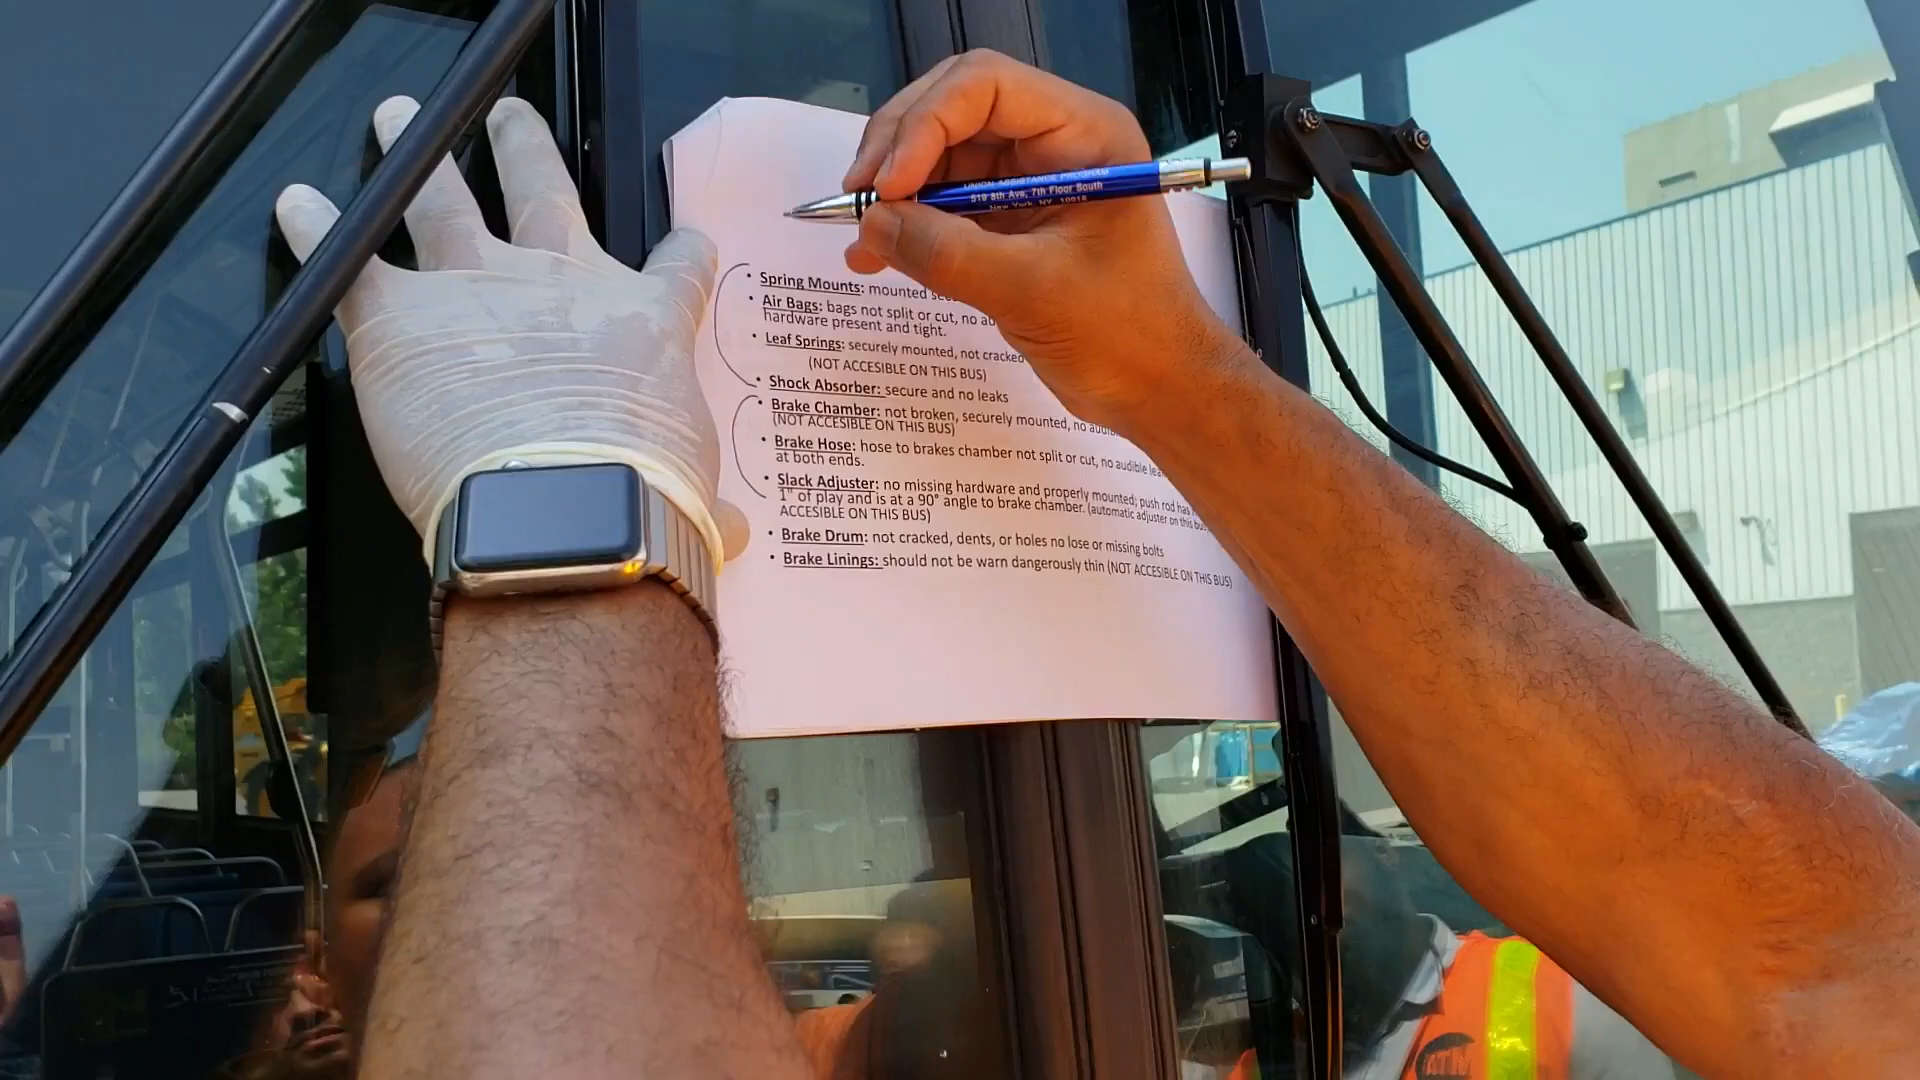 UNION ASSISTANCE PROGRAM
519 8th Ave, 7th Floor South
New York, NY 10018
• Spring Mounts: mounted
• Air Bags: bags not split or cut, no
hardware present and tight.
• Leaf Springs: securely mounted, not cracked
(NOT ACCESIBLE ON THIS BUS)
• Shock Absorber: secure and no leaks
• Brake Chamber: not broken, securely mounted, no
(NOT ACCESIBLE ON THIS BUS)
• Brake Hose: hose to brakes chamber not split or cut, no audible
at both ends.
• Slack Adjuster: no missing hardware and properly mounted; push rod has
1" of play and is at a 90° angle to brake chamber. (automatic adjuster on this
ACCESIBLE ON THIS BUS)
• Brake Drum: not cracked, dents, or holes no lose or missing bolts
• Brake Linings: should not be warn dangerously thin (NOT ACCESIBLE ON THIS BUS)